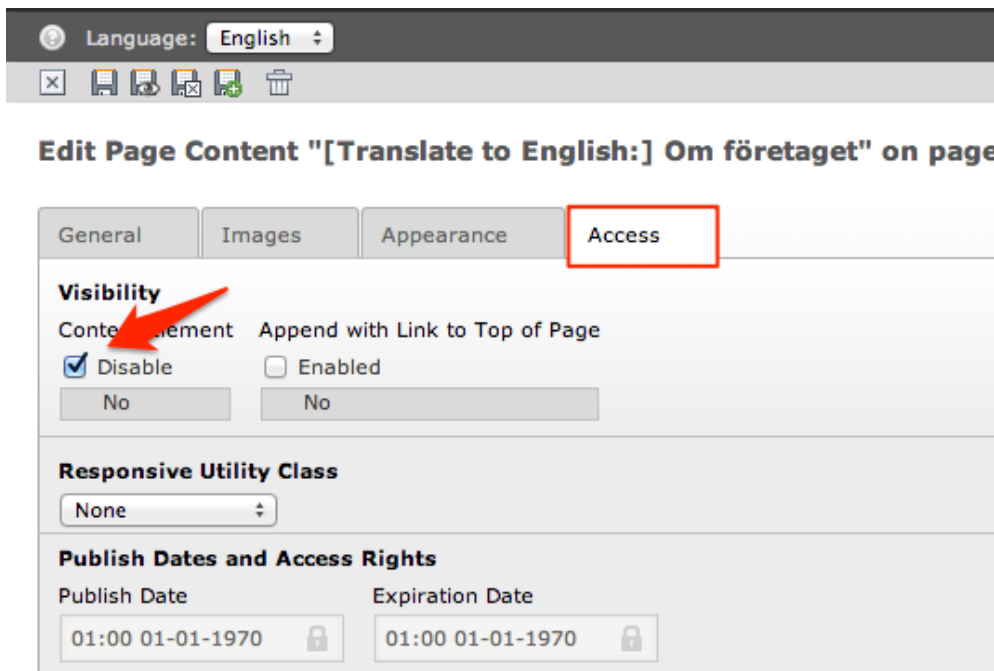 Language: English
Edit Page Content "[Translate to English:] Om företaget" on page
General Images Appearance Access
Visibility
Append with Link to Top of Page
Disable Enabled
No No
Responsive Utility Class
None
Publish Dates and Access Rights
Publish Date Expiration Date
01:00 01-01-1970 01:00 01-01-1970